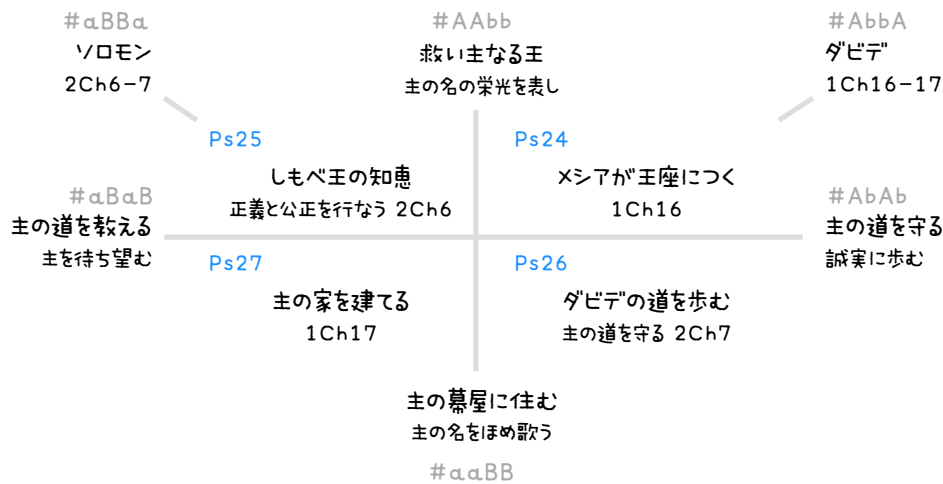 #aBBa
ソロモン
2Ch6-7
#AAbb
救い主なる王
主の名の栄光を表し
#AbbA
ダビデ
1Ch16-17
Ps25
しもべ王の知恵
正義と公正を行なう 2Ch6
Ps24
メシアが王座につく
1Ch16
#aBaB
主の道を教える
主を待ち望む
#AbAb
主の道を守る
誠実に歩む
Ps27
主の家を建てる
1Ch17
Ps26
ダビデの道を歩む
主の道を守る 2Ch7
主の幕屋に住む
主の名をほめ歌う
#aaBB